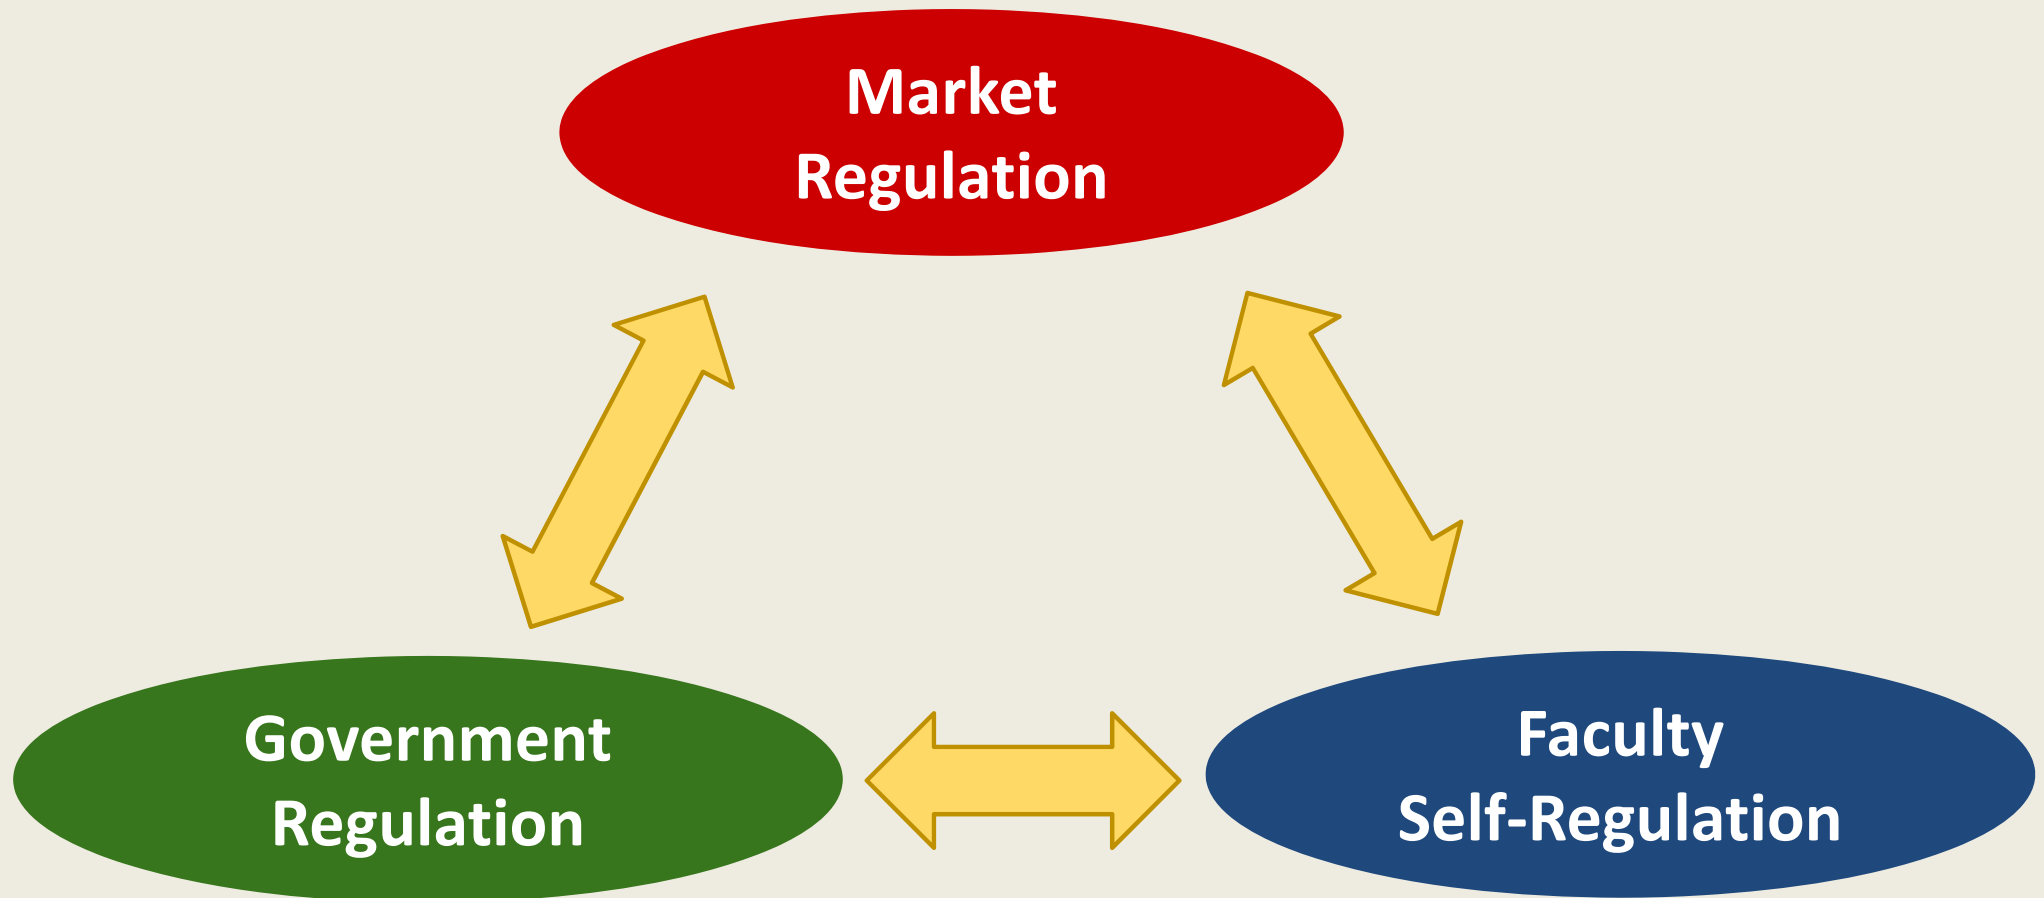 Market
Regulation
Government
Regulation
Faculty
Self-Regulation